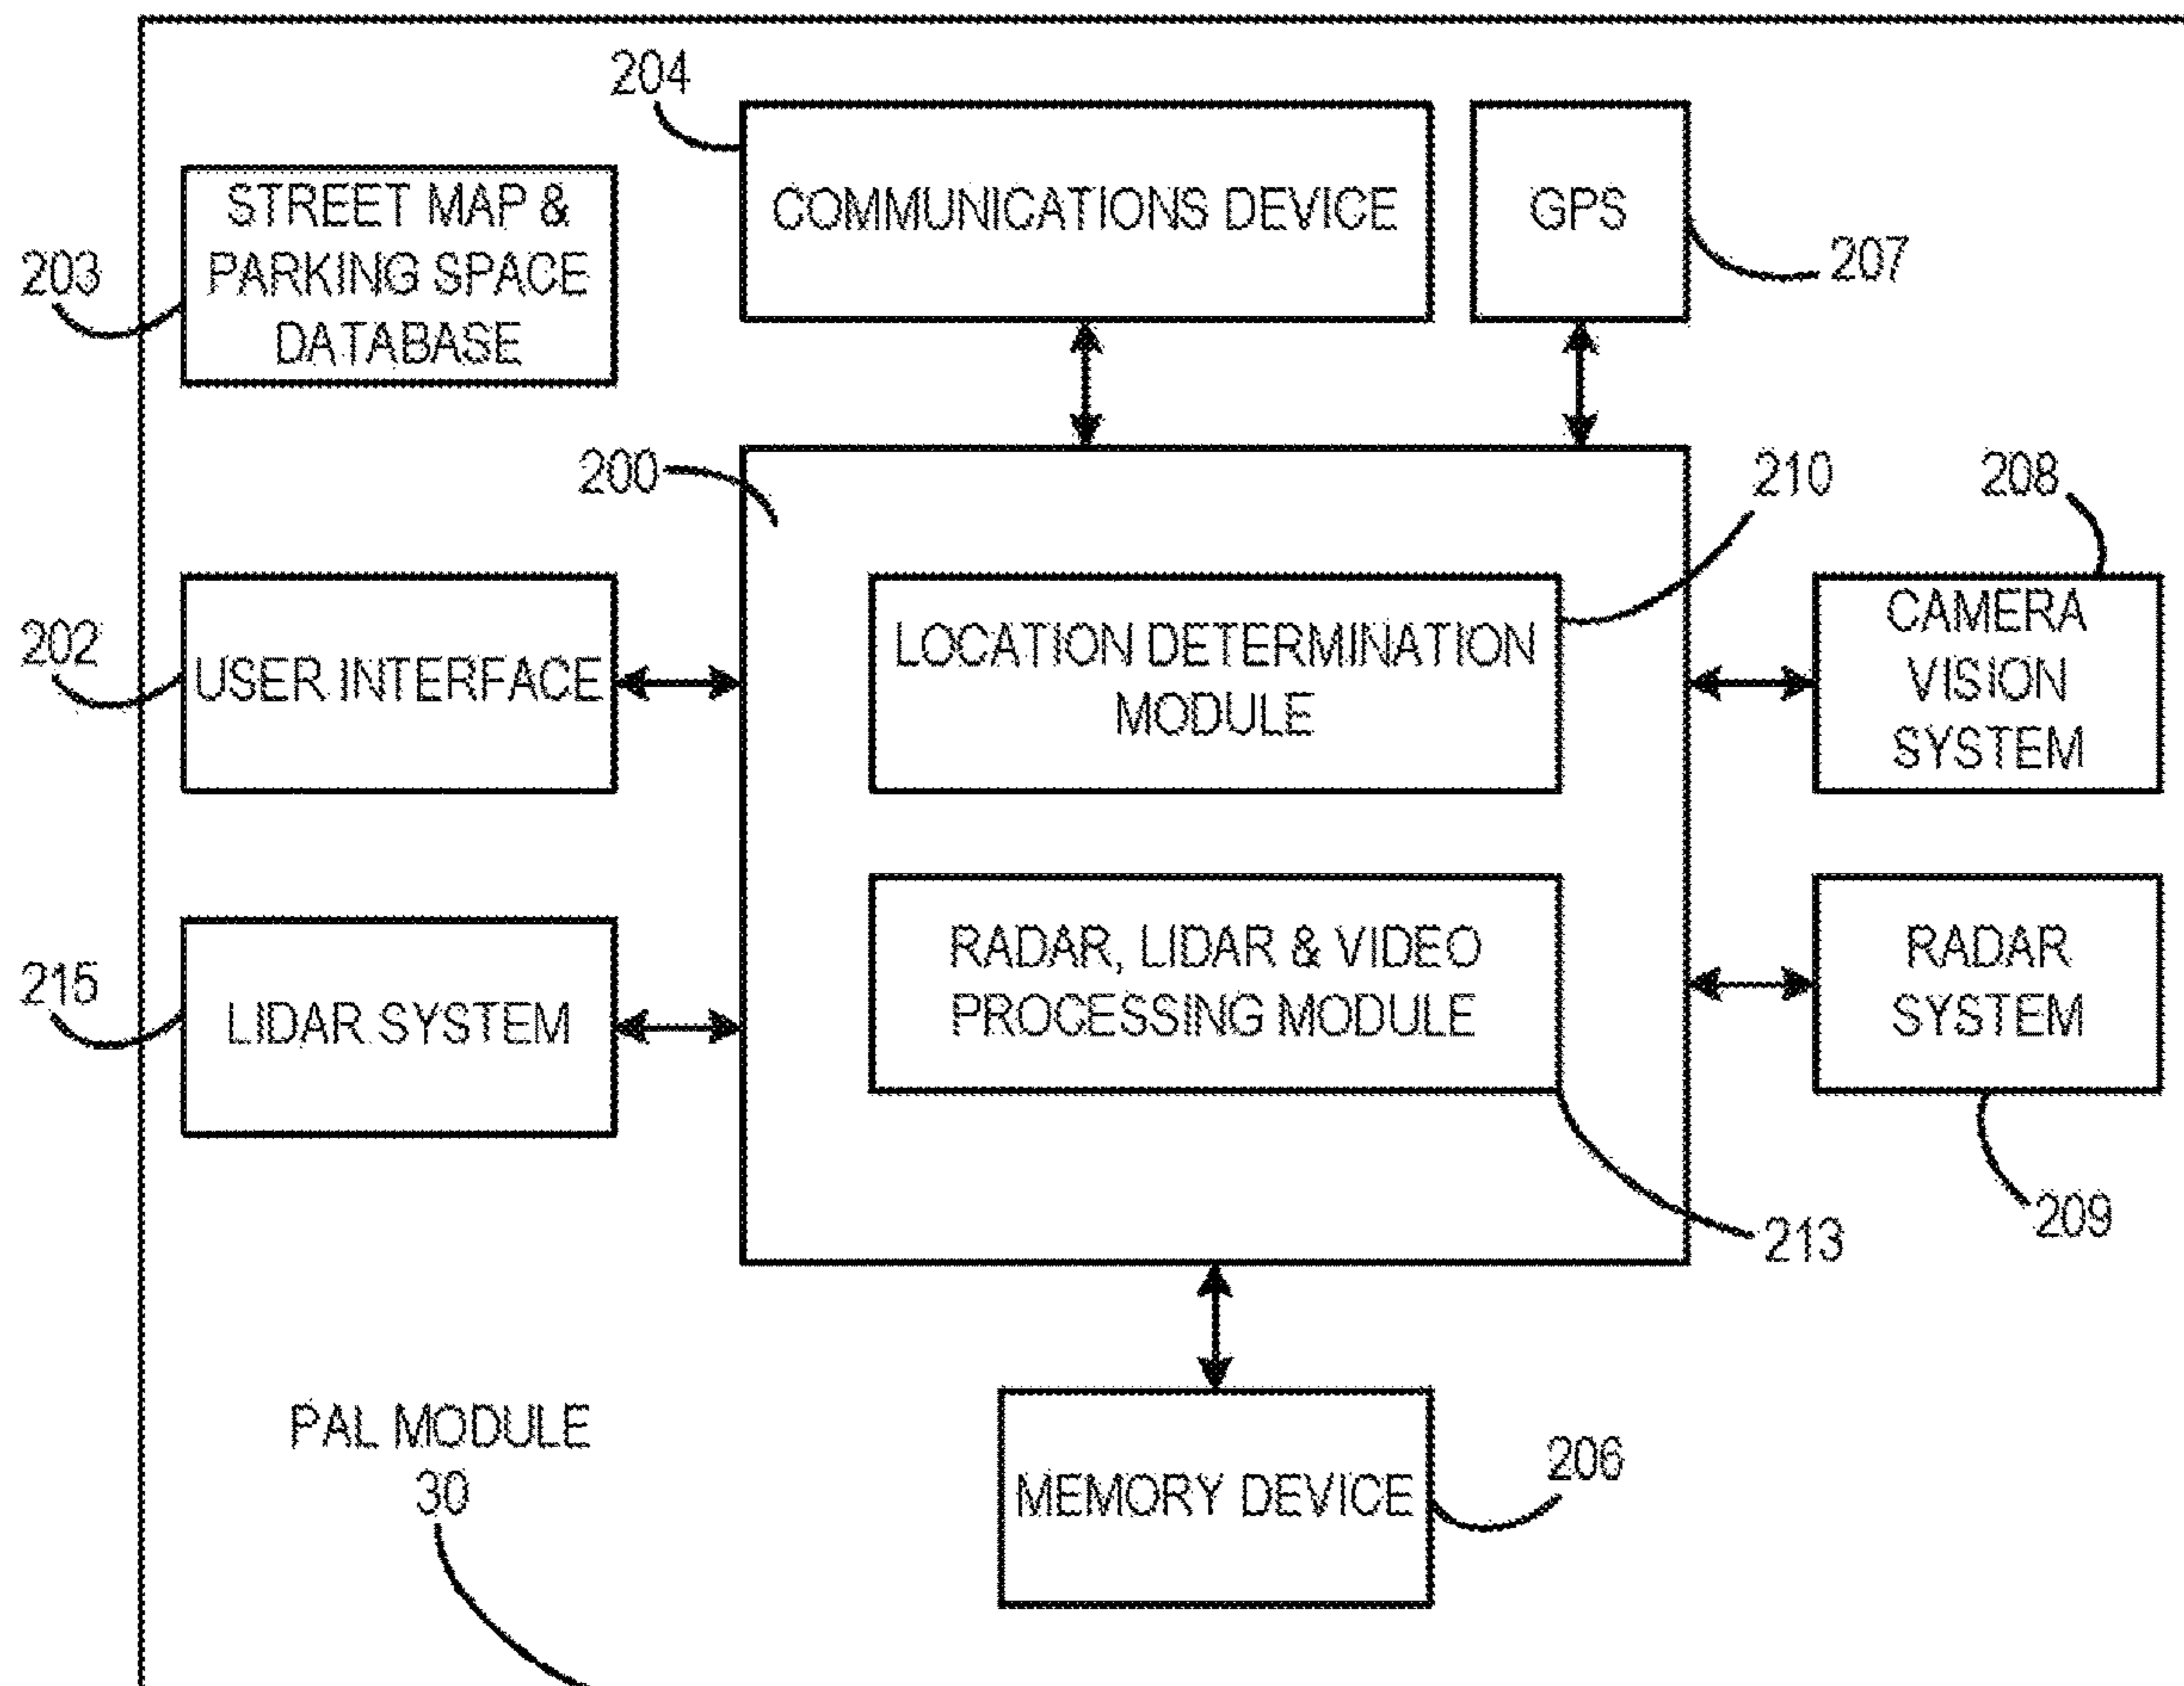 204
COMMUNICATIONS DEVICE
GPS
207
203
STREET MAP &
PARKING SPACE
DATABASE
200
210
208
202
USER INTERFACE
LOCATION DETERMINATION
MODULE
CAMERA
VISION
SYSTEM
215
LIDAR SYSTEM
RADAR, LIDAR & VIDEO
PROCESSING MODULE
RADAR
SYSTEM
209
213
PAL MODULE
30
MEMORY DEVICE
206